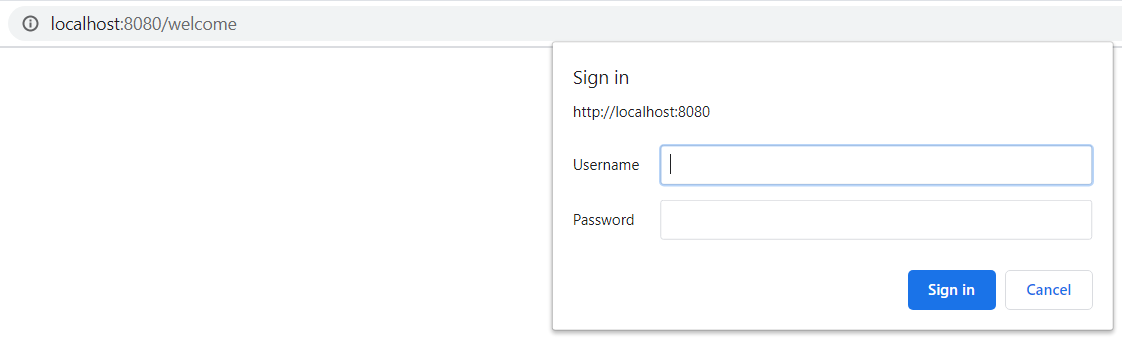 localhost:8080/welcome
Sign in
http://localhost:8080
Username
Password
Sign in Cancel